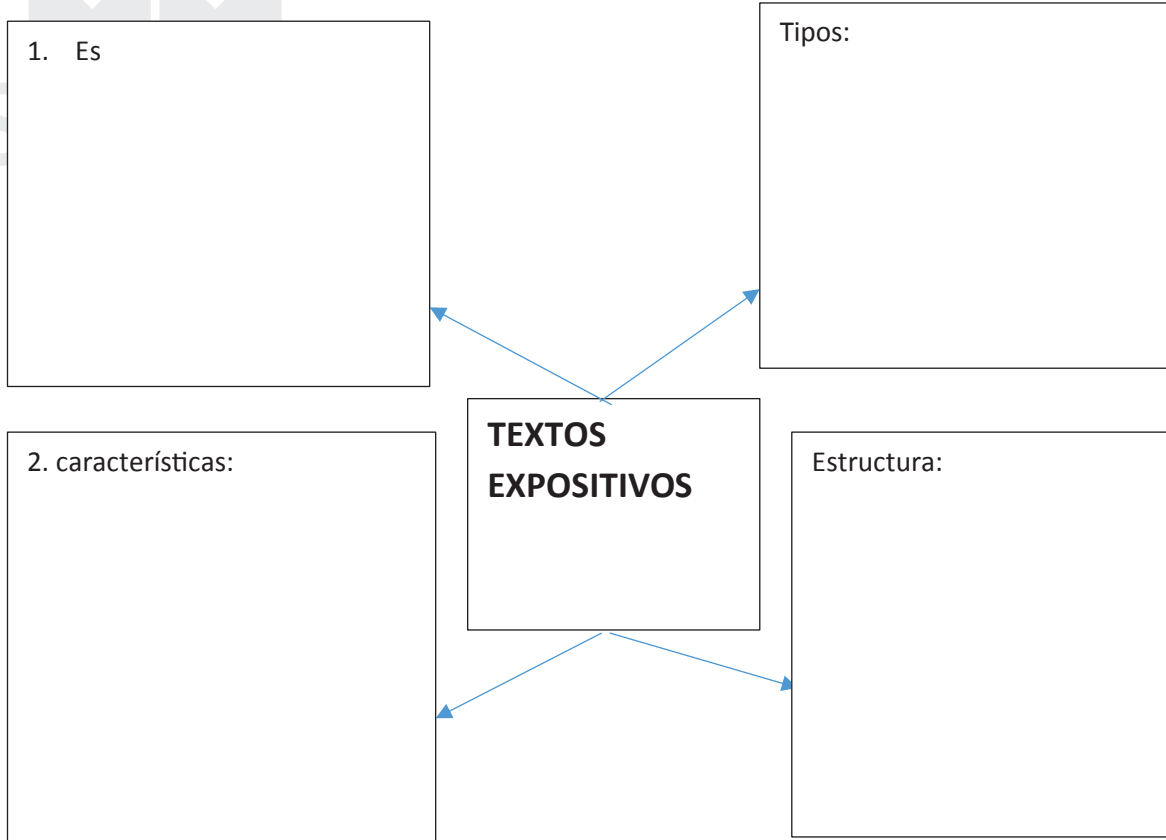 1. Es
Tipos:
TEXTOS
EXPOSITIVOS
2. características:
Estructura: